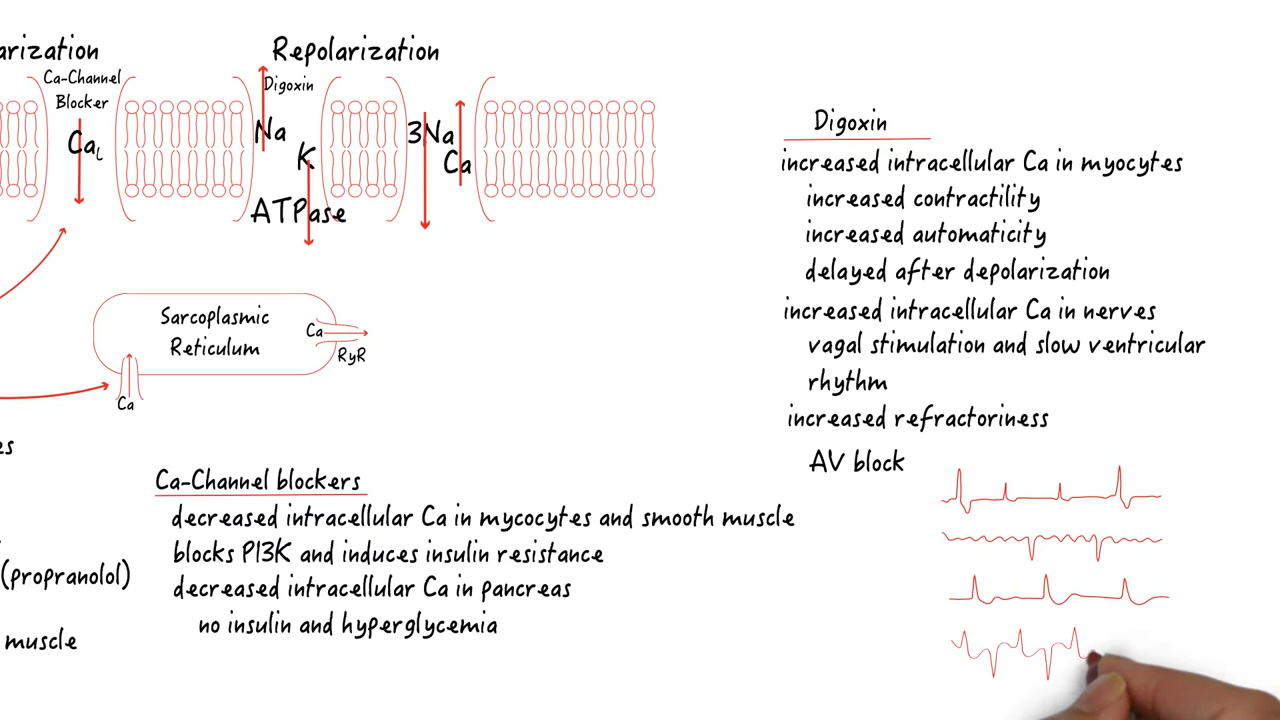 arization
Repolarization
Ca-Channel
Blocker
Digoxin
CaL
Na
K
ATPase
3Na
Ca
Sarcoplasmic
Reticulum
Ca
RyR
Ca
es
(propranolol)
muscle
Ca-Channel blockers
decreased intracellular Ca in mycocytes and smooth muscle
blocks PI3K and induces insulin resistance
decreased intracellular Ca in pancreas
no insulin and hyperglycemia
Digoxin
increased intracellular Ca in myocytes
increased contractility
increased automaticity
delayed after depolarization
increased intracellular Ca in nerves
vagal stimulation and slow ventricular
rhythm
increased refractoriness
AV block